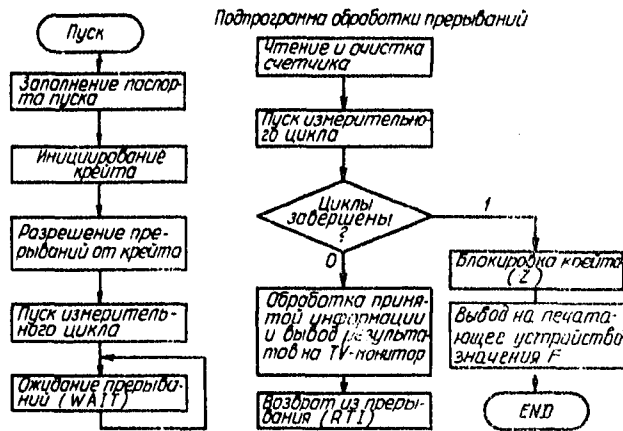 Пуск
Заполнение паспор-
та пуска
Инициирование
крейта
Разрешение пре-
рываний от крейта
Пуск измеритель-
ного цикла
Ожидание прерыва-
ний (WAIT)
Подпрограмма обработки прерываний
Чтение и очистка
счетчика
Пуск измерительно-
го цикла
Циклы
завершены
?
1
0
Обработка приня-
той информации
и вывод результа-
тов на TV-монитор
Возврат из преры-
вания (RTI)
Блокировка крейта
(Z)
Вывод на печата-
ющее устройство
значения F
END